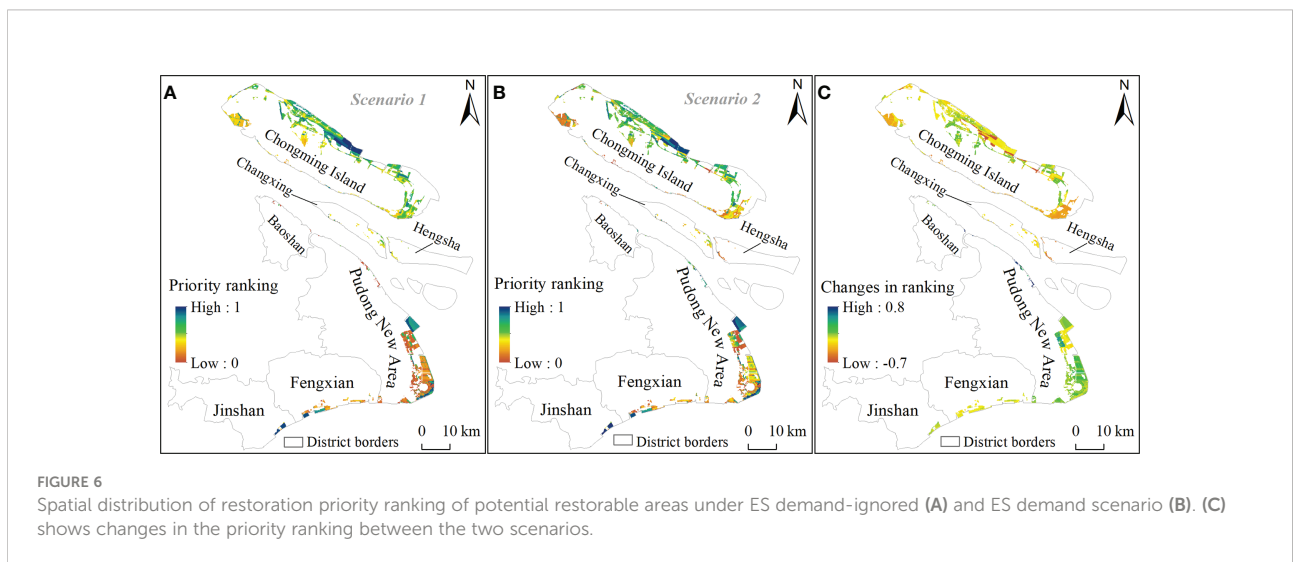 A
Scenario 1
N
Chongming Island
Changxing
Baoshan
Hengsha
Pudong New Area
Priority ranking
High : 1
Low : 0
Fengxian
Jinshan
District borders
0 10 km
B
Scenario 2
N
Chongming Island
Changxing
Baoshan
Hengsha
Pudong New Area
Priority ranking
High : 1
Low : 0
Fengxian
Jinshan
District borders
0 10 km
C
N
Chongming Island
Changxing
Baoshan
Hengsha
Pudong New Area
Changes in ranking
High : 0.8
Low : -0.7
Fengxian
Jinshan
District borders
0 10 km
FIGURE 6
Spatial distribution of restoration priority ranking of potential restorable areas under ES demand-ignored (A) and ES demand scenario (B). (C)
shows changes in the priority ranking between the two scenarios.